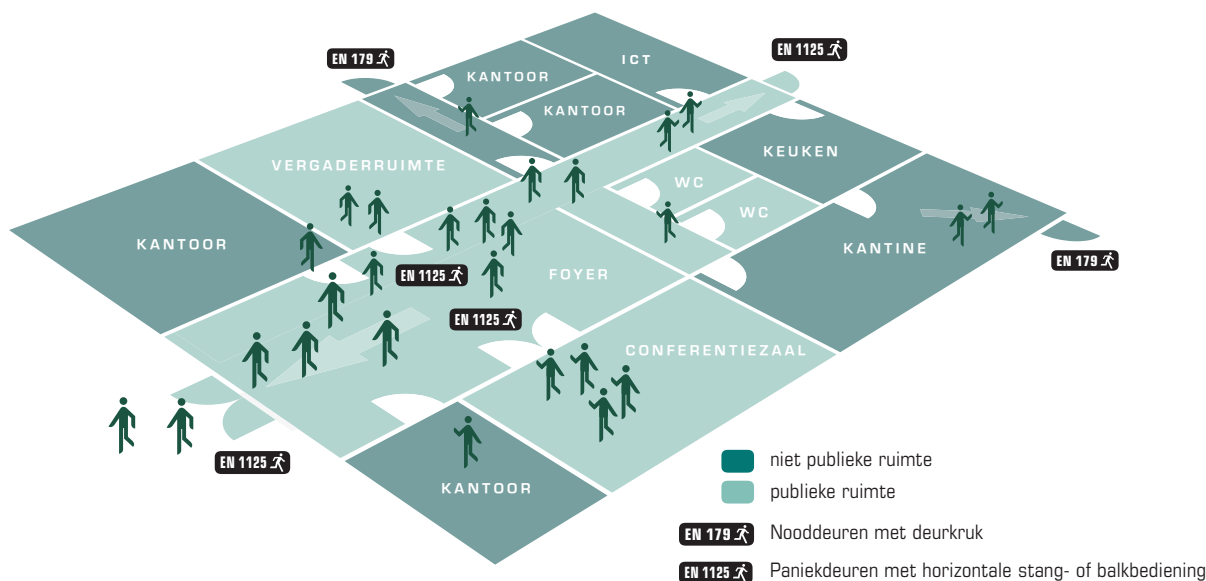 EN 1125
ICT
EN 179
KANTOOR
KANTOOR
KEUKEN
VERGADERRUIMTE
WC
WC
KANTOOR
KANTINE
EN 179
EN 1125
FOYER
EN 1125
CONFERENTIEZAAL
EN 1125
KANTOOR
niet publieke ruimte
publieke ruimte
EN 179 Nooddeuren met deurkruk
EN 1125 Paniekdeuren met horizontale stang- of balkbediening